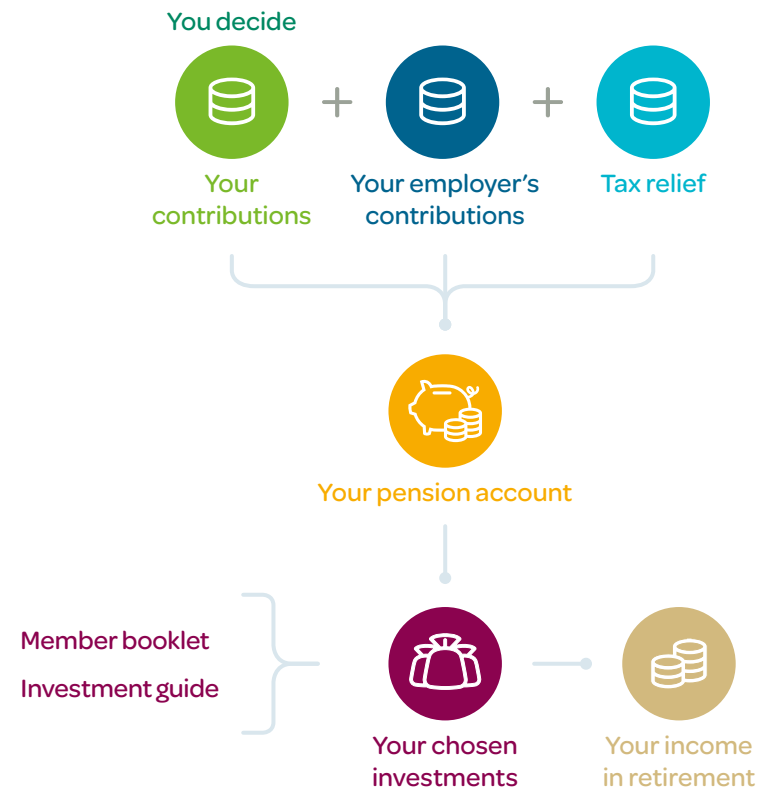 You decide
Your
contributions
Your employer's
contributions
Tax relief
Your pension account
Member booklet
Investment guide
Your chosen
investments
Your income
in retirement